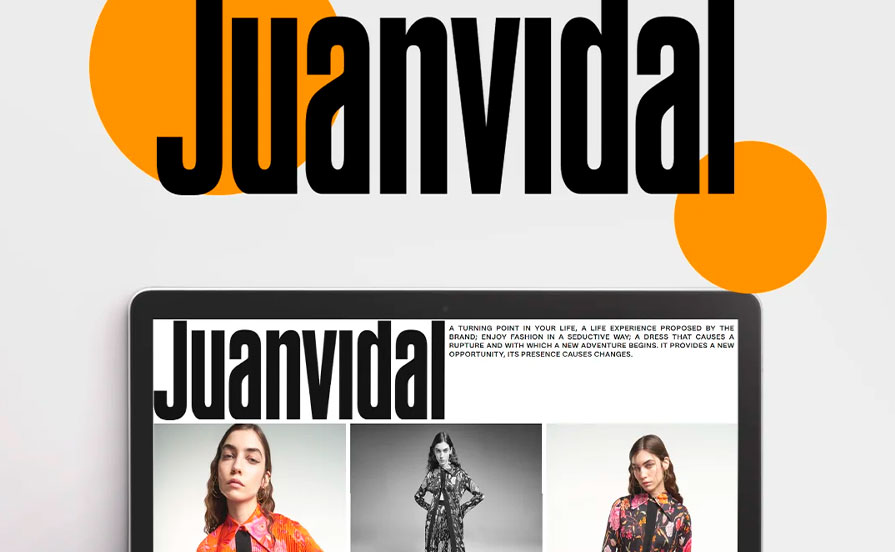 Juanvidal
Juanvidal
A TURNING POINT IN YOUR LIFE, A LIFE EXPERIENCE PROPOSED BY THE
BRAND; ENJOY FASHION IN A SEDUCTIVE WAY; A DRESS THAT CAUSES A
RUPTURE AND WITH WHICH A NEW ADVENTURE BEGINS. IT PROVIDES A NEW
OPPORTUNITY, ITS PRESENCE CAUSES CHANGES.